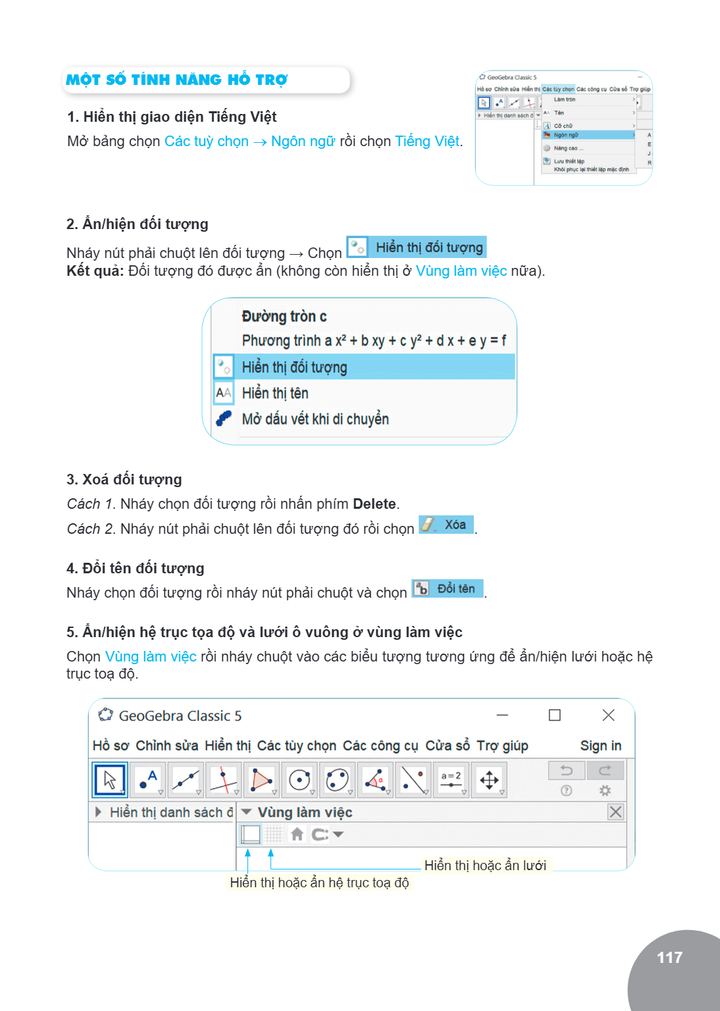 MỘT SỐ TÍNH NĂNG HỖ TRỢ
1. Hiển thị giao diện Tiếng Việt
Mở bảng chọn Các tuỳ chọn → Ngôn ngữ rồi chọn Tiếng Việt.
GeoGebra Classic 5
Hồ sơ Chỉnh sửa Hiển thị Các tùy chọn Các công cụ Cửa sổ Trợ giúp
Làm tròn
Tên
Cỡ chữ
Ngôn ngữ
Nâng cao ...
Lưu thiết lập
Khôi phục lại thiết lập mặc định
Hiển thị danh sách đ
A
E
J
R
2. Ẩn/hiện đối tượng
Nháy nút phải chuột lên đối tượng → Chọn Hiển thị đối tượng
Kết quả: Đối tượng đó được ẩn (không còn hiển thị ở Vùng làm việc nữa).
Đường tròn c
Phương trình a x² + b xy + c y² + d x + e y = f
Hiển thị đối tượng
AA Hiển thị tên
Mở dấu vết khi di chuyển
3. Xoá đối tượng
Cách 1. Nháy chọn đối tượng rồi nhấn phím Delete.
Cách 2. Nháy nút phải chuột lên đối tượng đó rồi chọn Xóa.
4. Đổi tên đối tượng
Nháy chọn đối tượng rồi nháy nút phải chuột và chọn Đổi tên.
5. Ẩn/hiện hệ trục tọa độ và lưới ô vuông ở vùng làm việc
Chọn Vùng làm việc rồi nháy chuột vào các biểu tượng tương ứng để ẩn/hiện lưới hoặc hệ
trục toạ độ.
GeoGebra Classic 5
Hồ sơ Chỉnh sửa Hiển thị Các tùy chọn Các công cụ Cửa sổ Trợ giúp Sign in
A a=2
Hiển thị danh sách đ Vùng làm việc
Hiển thị hoặc ẩn lưới
Hiển thị hoặc ẩn hệ trục toạ độ
117